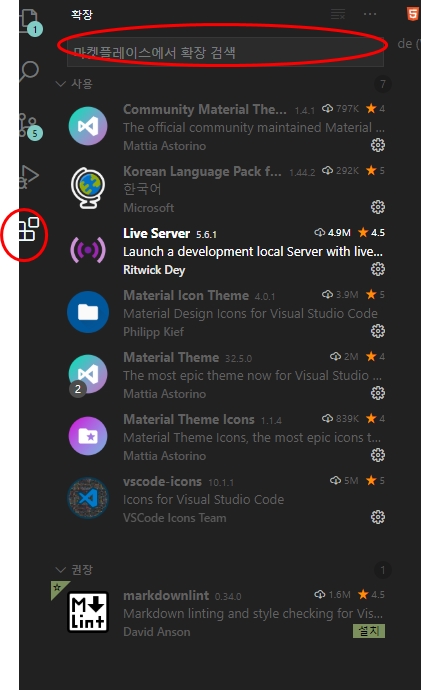 확장
1
마켓플레이스에서 확장 검색
de (
사용
7
Community Material The... 1.4.1 797K 4
The official community maintained Material ...
Mattia Astorino
5
Korean Language Pack f... 1.44.2 292K 5
한국어
Microsoft
Live Server 5.6.1 4.9M 4.5
Launch a development local Server with live...
Ritwick Dey
Material Icon Theme 4.0.1 3.9M 5
Material Design Icons for Visual Studio Code
Philipp Kief
Material Theme 32.5.0 2M 4
The most epic theme now for Visual Studio ...
2
Mattia Astorino
Material Theme Icons 1.1.4 839K 4
Material Theme Icons, the most epic icons t...
Mattia Astorino
vscode-icons 10.1.1 5M 5
Icons for Visual Studio Code
VSCode Icons Team
권장
1
M
Lint
markdownlint 0.34.0 1.6M 4.5
Markdown linting and style checking for Vis...
David Anson
설치